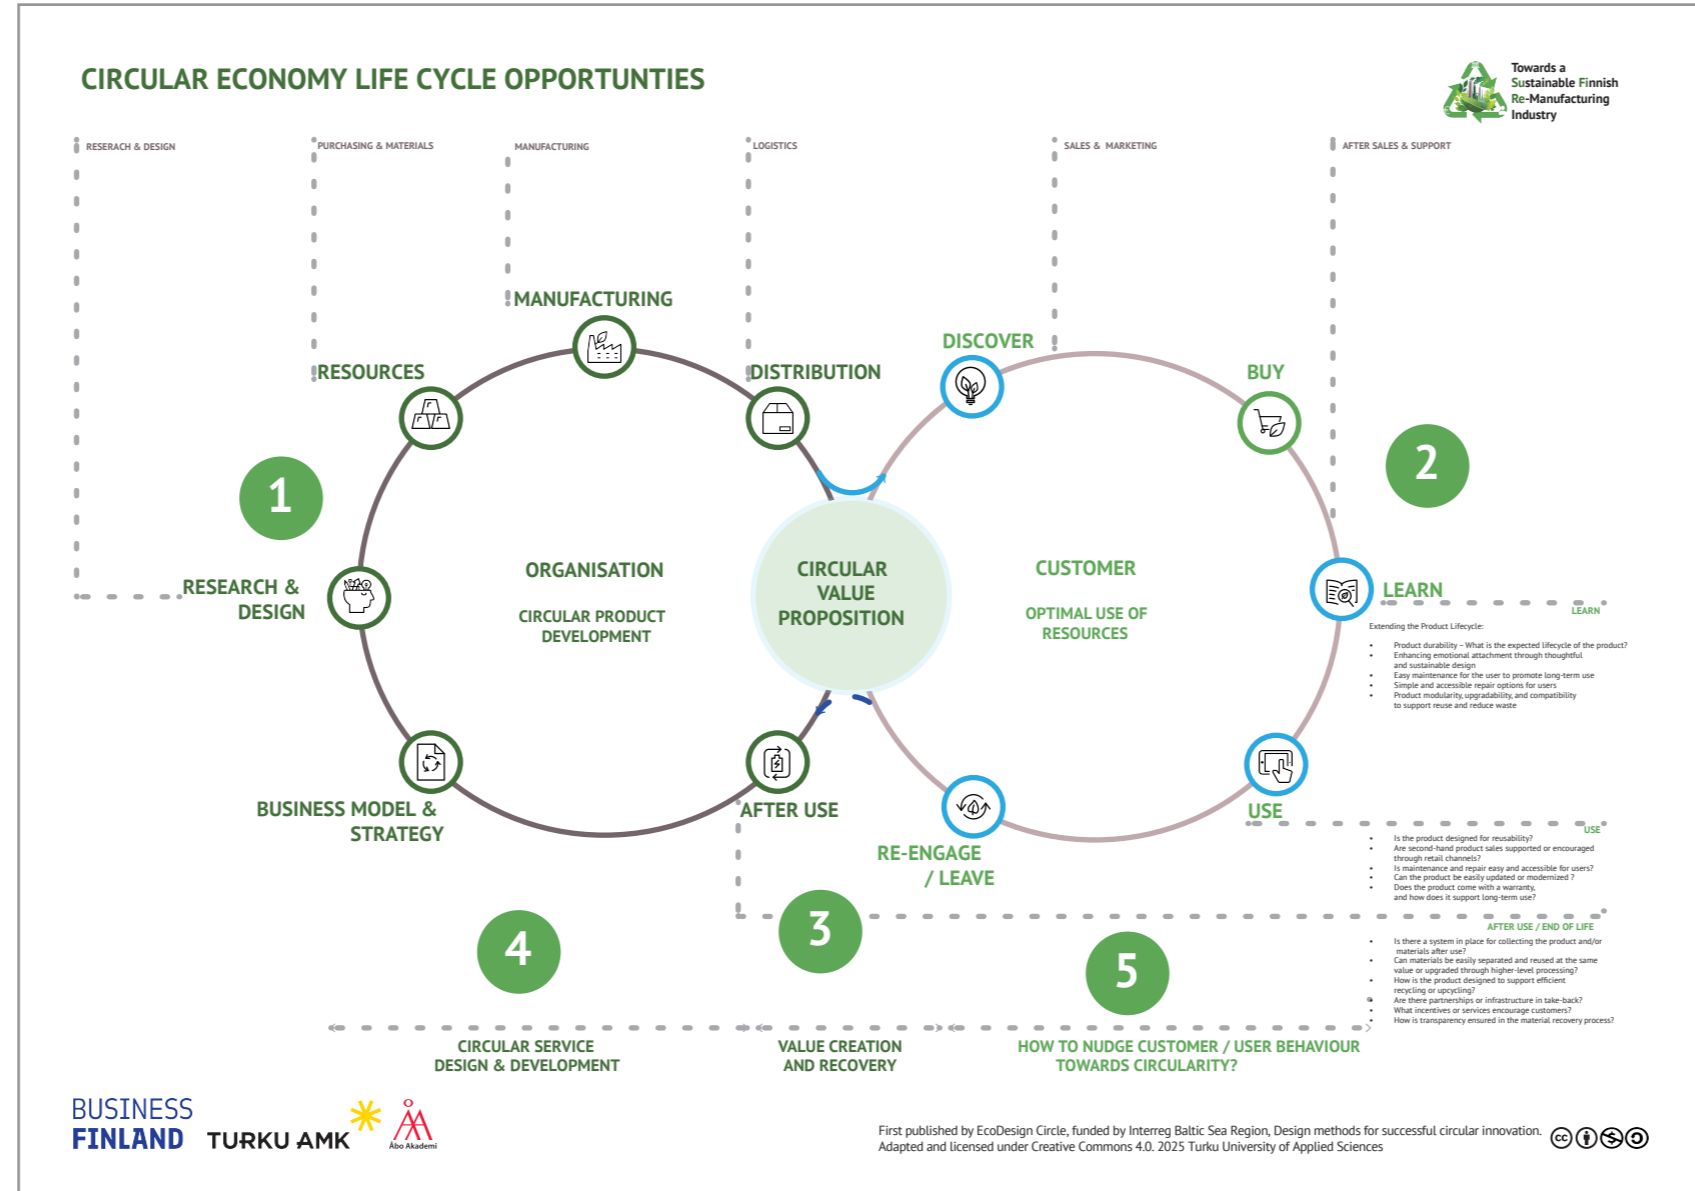 CIRCULAR ECONOMY LIFE CYCLE OPPORTUNTIES
Towards a
Sustainable Finnish
Re-Manufacturing
Industry
RESERACH & DESIGN
PURCHASING & MATERIALS
MANUFACTURING
LOGISTICS
SALES & MARKETING
AFTER SALES & SUPPORT
MANUFACTURING
RESOURCES
DISTRIBUTION
DISCOVER
BUY
1
2
RESEARCH &
DESIGN
ORGANISATION
CIRCULAR PRODUCT
DEVELOPMENT
CIRCULAR
VALUE
PROPOSITION
CUSTOMER
OPTIMAL USE OF
RESOURCES
LEARN
LEARN
Extending the Product Lifecycle:
• Product durability – What is the expected lifecycle of the product?
• Enhancing emotional attachment through thoughtful
and sustainable design
• Easy maintenance for the user to promote long-term use
• Simple and accessible repair options for users
• Product modularity, upgradability, and compatibility
to support reuse and reduce waste
BUSINESS MODEL &
STRATEGY
AFTER USE
RE-ENGAGE
/ LEAVE
USE
USE
• Is the product designed for reusability?
• Are second-hand product sales supported or encouraged
through retail channels?
• Is maintenance and repair easy and accessible for users?
• Can the product be easily updated or modernized ?
• Does the product come with a warranty,
and how does it support long-term use?
AFTER USE / END OF LIFE
• Is there a system in place for collecting the product and/or
materials after use?
• Can materials be easily separated and reused at the same
value or upgraded through higher-level processing?
• How is the product designed to support efficient
recycling or upcycling?
• Are there partnerships or infrastructure in take-back?
• What incentives or services encourage customers?
• How is transparency ensured in the material recovery process?
4
3
5
CIRCULAR SERVICE
DESIGN & DEVELOPMENT
VALUE CREATION
AND RECOVERY
HOW TO NUDGE CUSTOMER / USER BEHAVIOUR
TOWARDS CIRCULARITY?
BUSINESS
FINLAND
TURKU AMK
ÅA
Åbo Akademi
First published by EcoDesign Circle, funded by Interreg Baltic Sea Region, Design methods for successful circular innovation.
Adapted and licensed under Creative Commons 4.0. 2025 Turku University of Applied Sciences
cc